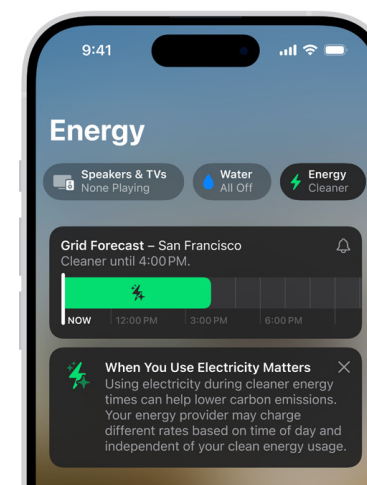 9:41
Energy
Speakers & TVs
None Playing
Water
All Off
Energy
Cleaner
Grid Forecast – San Francisco
Cleaner until 4:00 PM.
NOW 12:00 PM 3:00 PM 6:00 PM
When You Use Electricity Matters
Using electricity during cleaner energy
times can help lower carbon emissions.
Your energy provider may charge
different rates based on time of day and
independent of your clean energy usage.